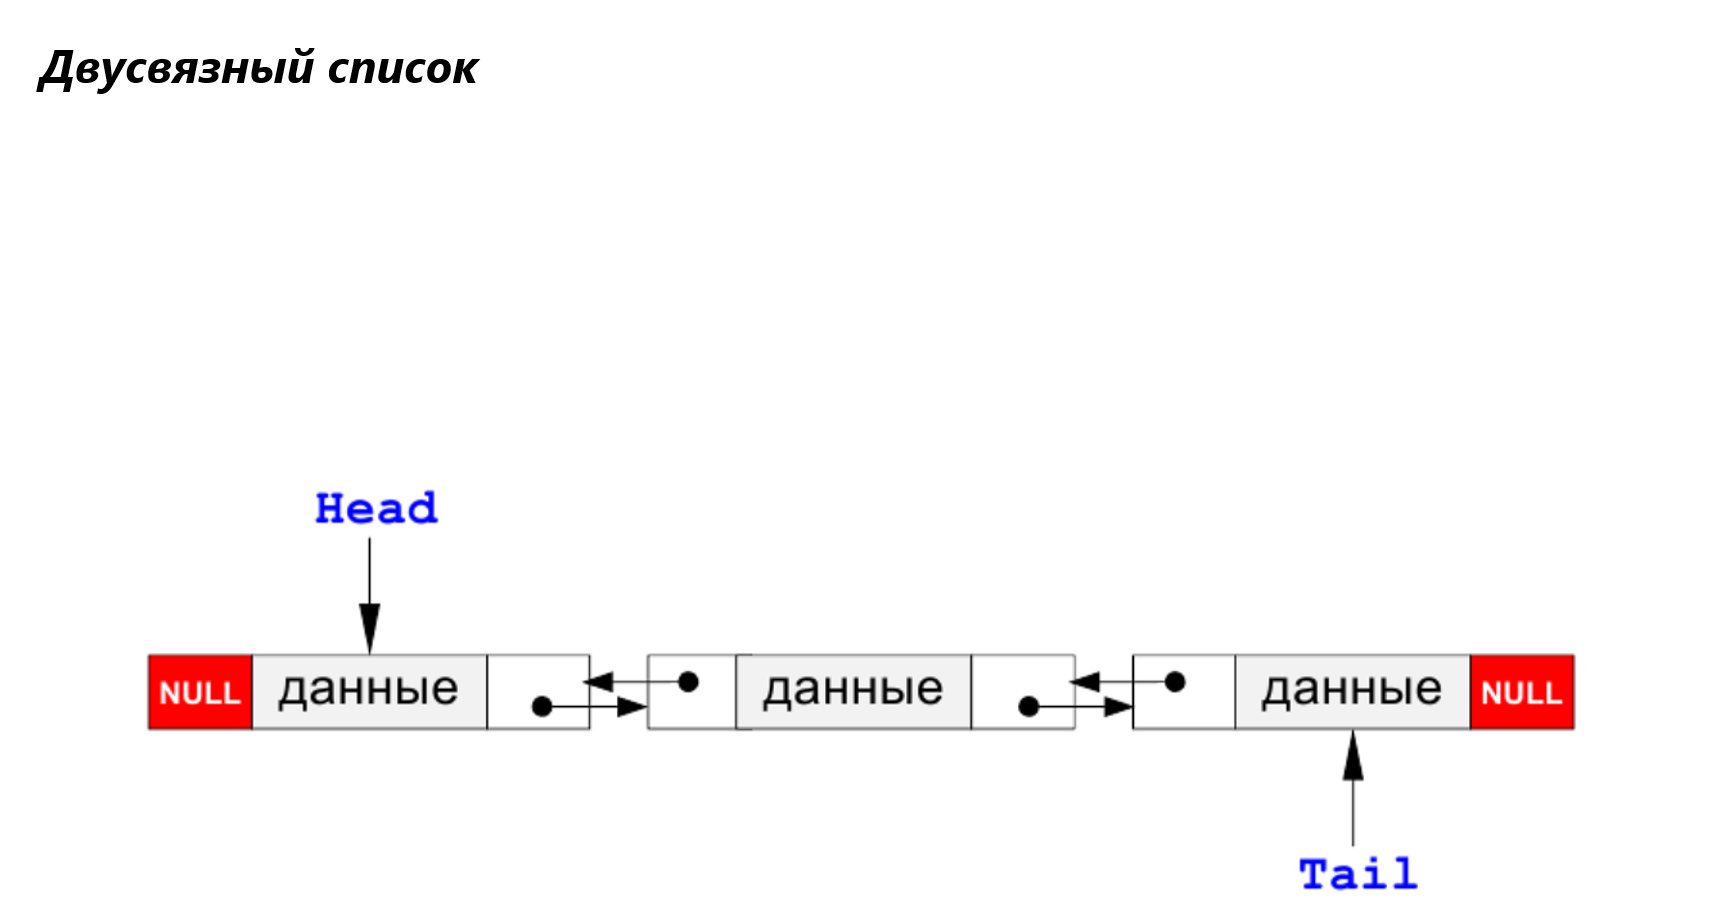 Двусвязный список
Head
NULL данные данные данные NULL
Tail